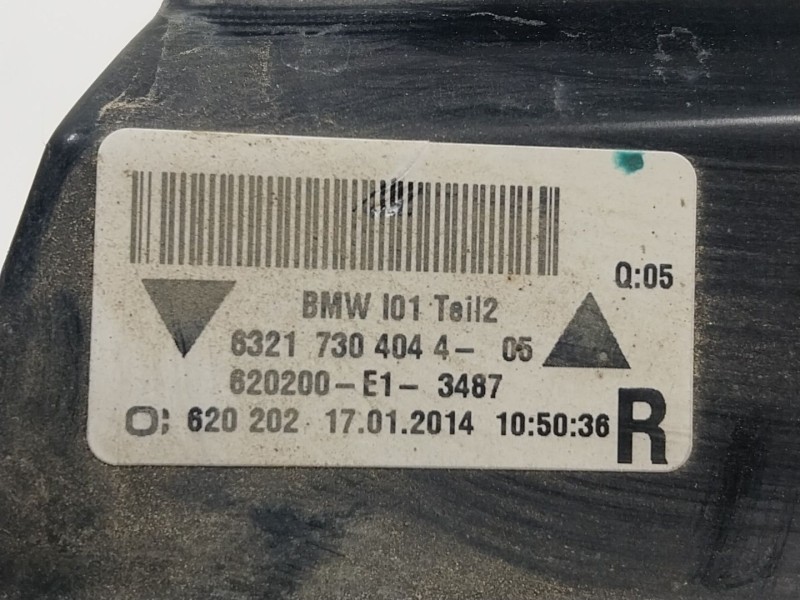 Q:05
BMW I01 Teil2
6321 730 404 4- 05
620200-E1- 3487
O; 620 202 17.01.2014 10:50:36 R